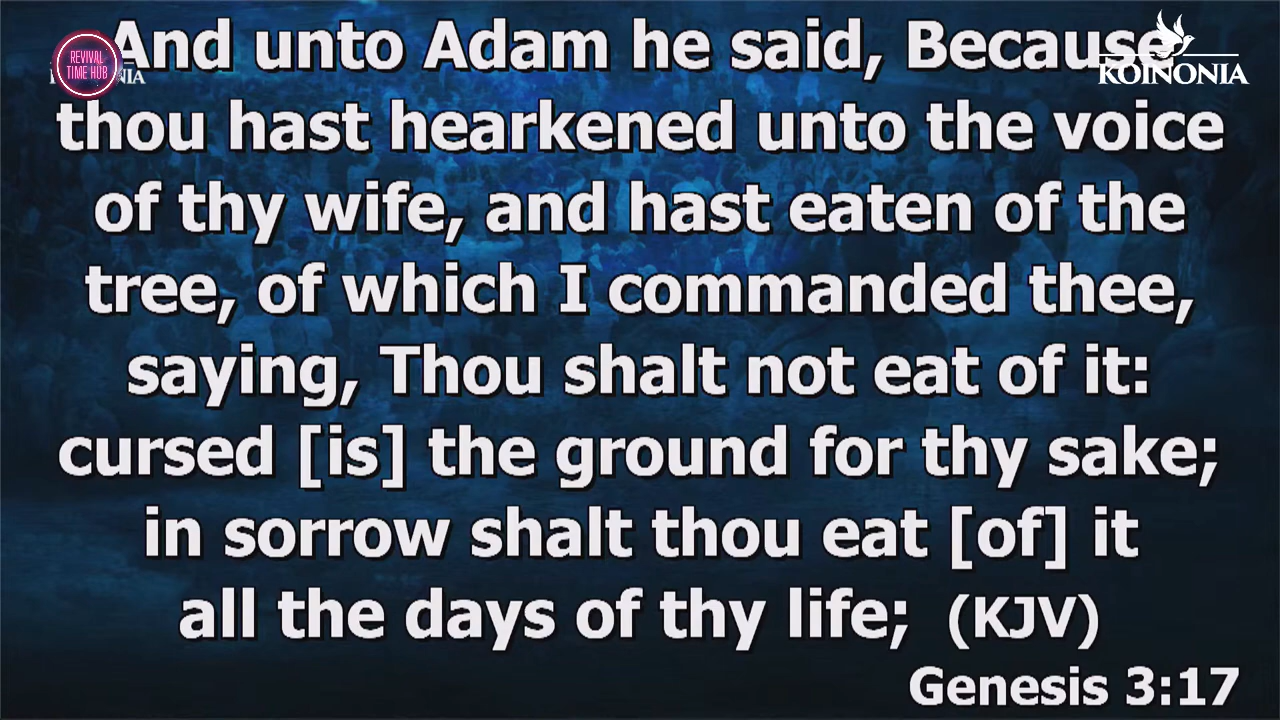 And unto Adam he said, Because
thou hast hearkened unto the voice
of thy wife, and hast eaten of the
tree, of which I commanded thee,
saying, Thou shalt not eat of it:
cursed [is] the ground for thy sake;
in sorrow shalt thou eat [of] it
all the days of thy life; (KJV)
Genesis 3:17
REVIVAL
TIME HUB
KOINONIA